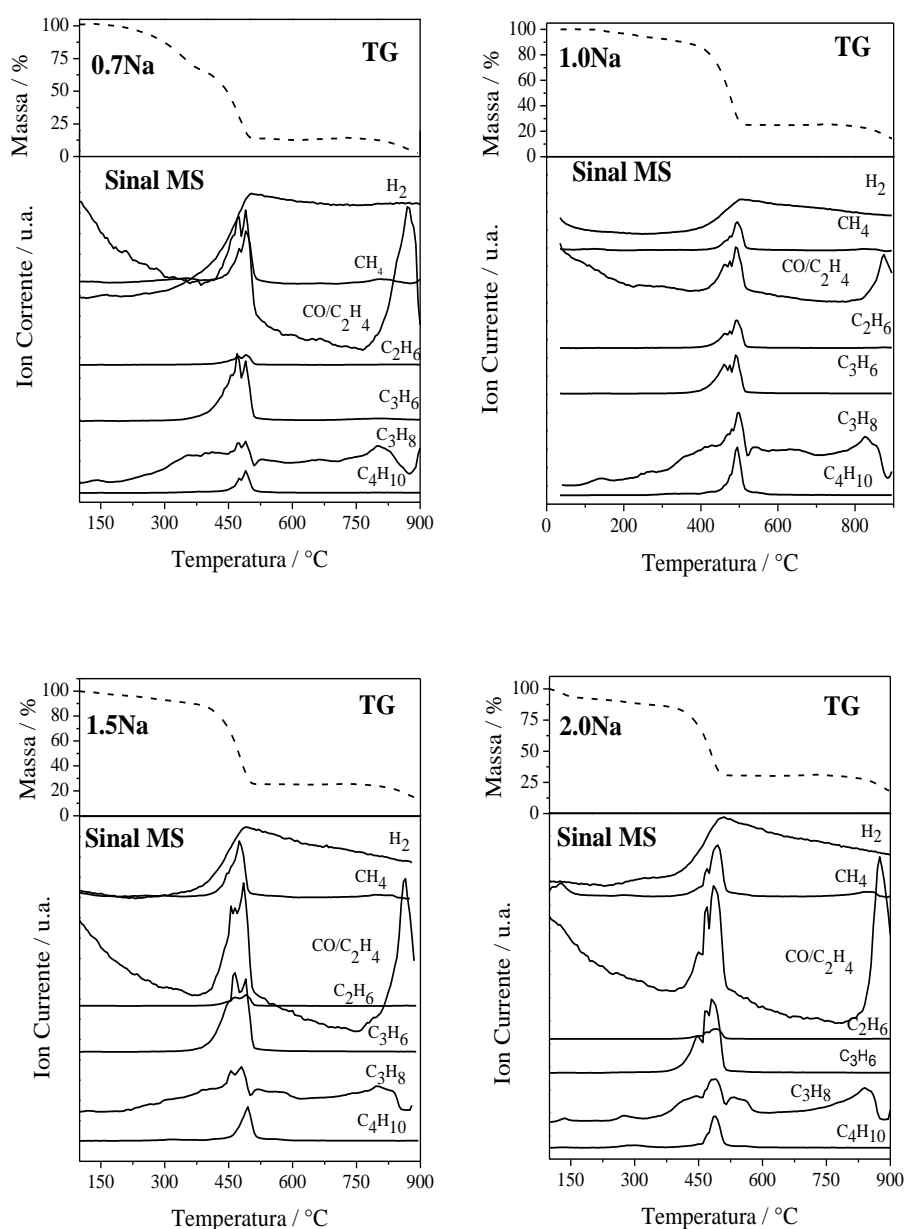 100
75
50
25
0
Massa / %
0.7Na
TG
Sinal MS
Ion Corrente / u.a.
H2
CH4
CO/C2H4
C2H6
C3H6
C3H8
C4H10
150 300 450 600 750 900
Temperatura / °C
100
80
60
40
20
0
Massa / %
1.0Na
TG
Sinal MS
Ion Currente / u.a.
H2
CH4
CO/C2H4
C2H6
C3H6
C3H8
C4H10
0 200 400 600 800
Temperatura / °C
100
80
60
40
20
0
Massa / %
1.5Na
TG
Sinal MS
Ion Currente / u.a.
H2
CH4
CO/C2H4
C2H6
C3H6
C3H8
C4H10
150 300 450 600 750 900
Temperatura / °C
100
75
50
25
0
Massa / %
2.0Na
TG
Sinal MS
Ion Currente / u.a.
H2
CH4
CO/C2H4
C2H6
C3H6
C3H8
C4H10
150 300 450 600 750 900
Temperatura / °C